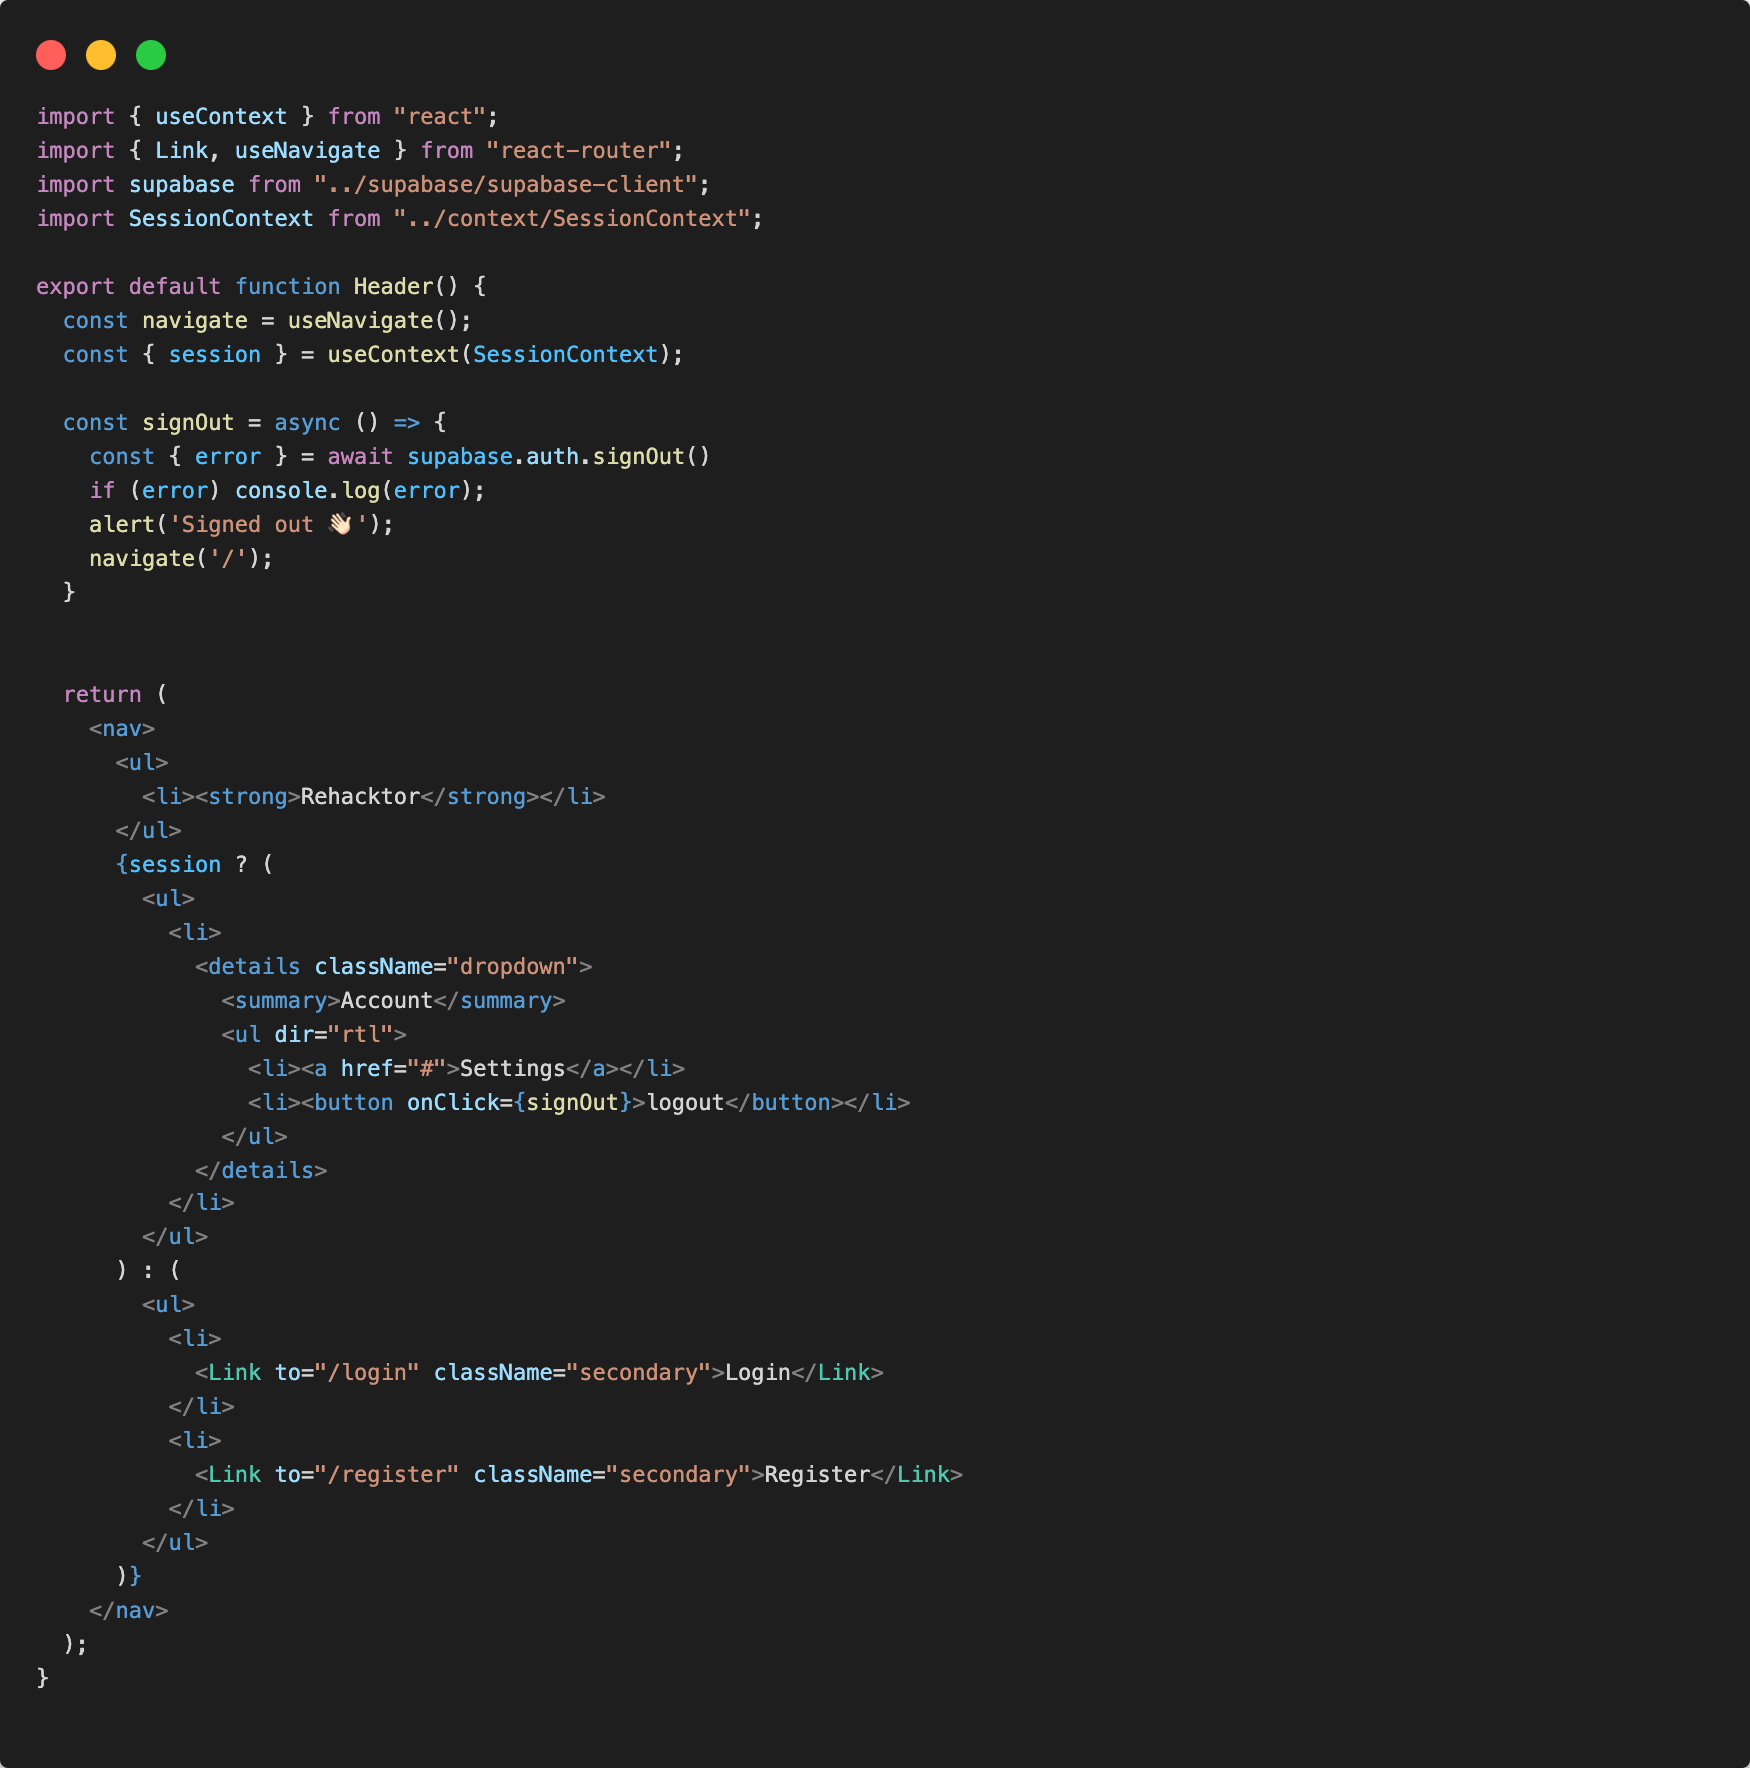 import { useContext } from "react";
import { Link, useNavigate } from "react-router";
import supabase from "../supabase/supabase-client";
import SessionContext from "../context/SessionContext";

export default function Header() {
  const navigate = useNavigate();
  const { session } = useContext(SessionContext);

  const signOut = async () => {
    const { error } = await supabase.auth.signOut()
    if (error) console.log(error);
    alert('Signed out 👋🏻');
    navigate('/');
  }


  return (
    <nav>
      <ul>
        <li><strong>Rehacktor</strong></li>
      </ul>
      {session ? (
        <ul>
          <li>
            <details className="dropdown">
              <summary>Account</summary>
              <ul dir="rtl">
                <li><a href="#">Settings</a></li>
                <li><button onClick={signOut}>logout</button></li>
              </ul>
            </details>
          </li>
        </ul>
      ) : (
        <ul>
          <li>
            <Link to="/login" className="secondary">Login</Link>
          </li>
          <li>
            <Link to="/register" className="secondary">Register</Link>
          </li>
        </ul>
      )}
    </nav>
  );
}